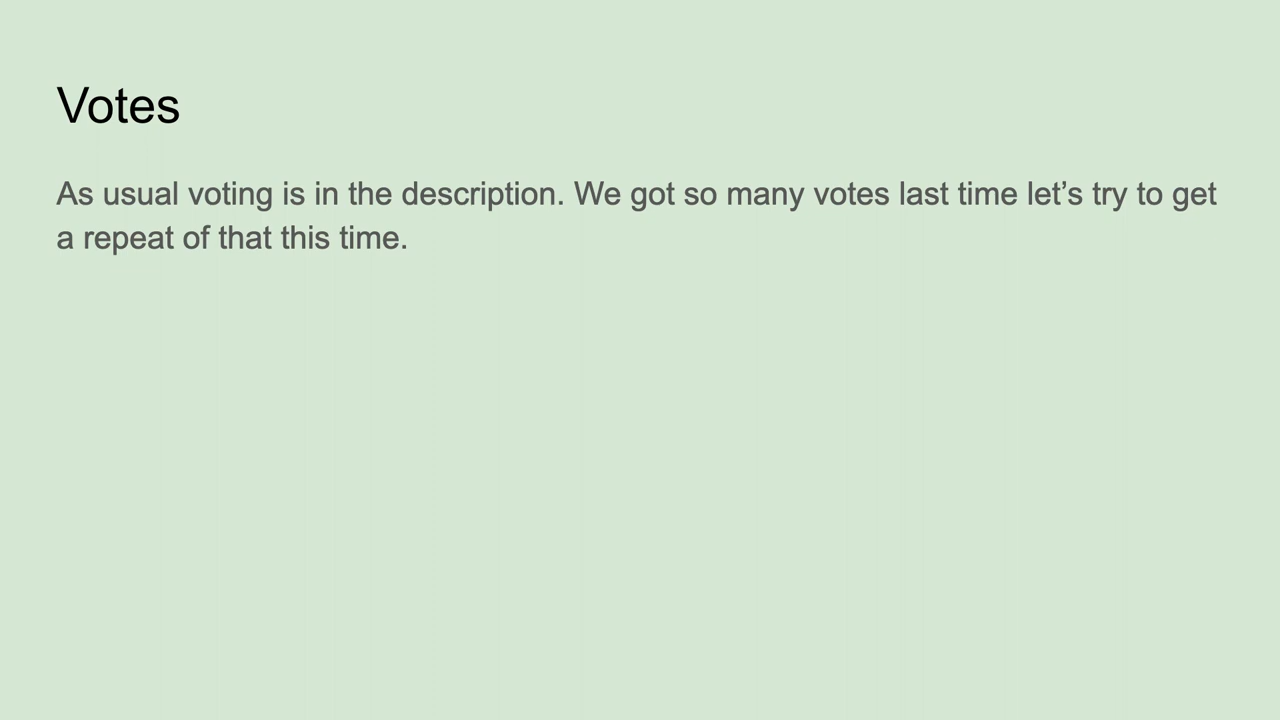 Votes
As usual voting is in the description. We got so many votes last time let’s try to get
a repeat of that this time.